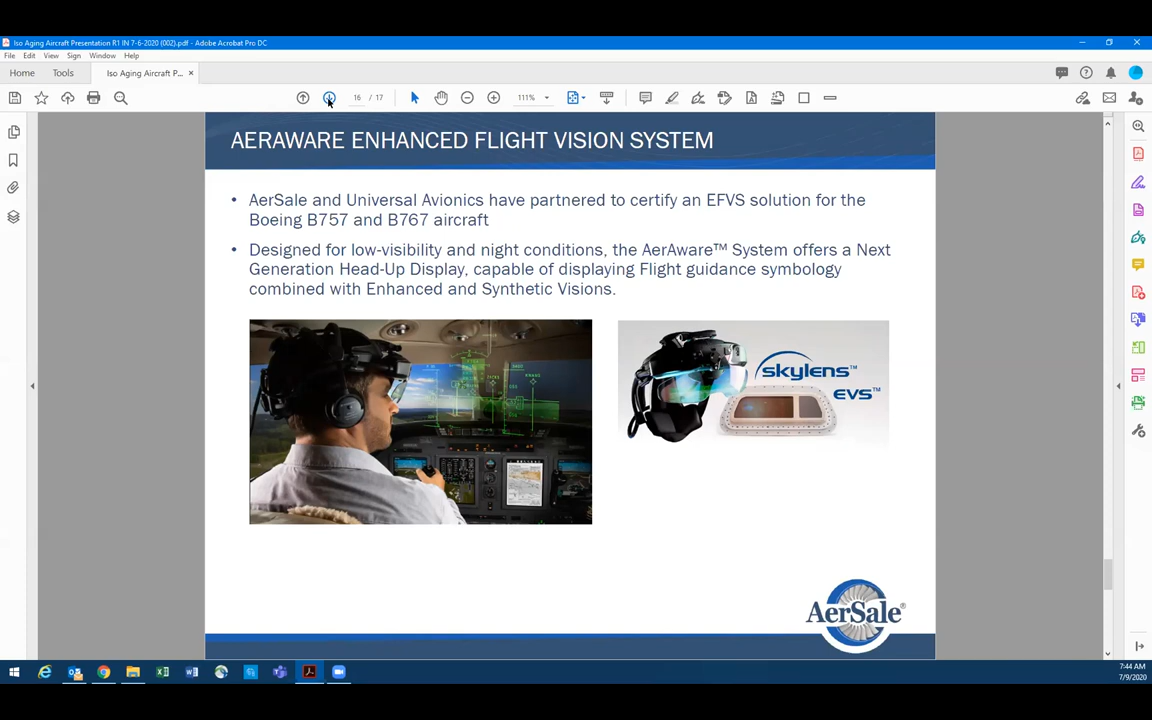 Iso Aging Aircraft Presentation R1 IN 7-6-2020 (002).pdf - Adobe Acrobat Pro DC
File Edit View Sign Window Help
Home Tools Iso Aging Aircraft P... ×
16 / 17 111%
AERAWARE ENHANCED FLIGHT VISION SYSTEM
• AerSale and Universal Avionics have partnered to certify an EFVS solution for the
Boeing B757 and B767 aircraft
• Designed for low-visibility and night conditions, the AerAware™ System offers a Next
Generation Head-Up Display, capable of displaying Flight guidance symbology
combined with Enhanced and Synthetic Visions.
skylens™
EVS™
AerSale®
7:44 AM
7/9/2020